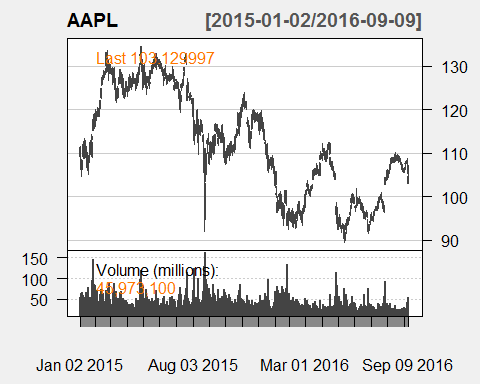 AAPL [2015-01-02/2016-09-09]
Last 103.129997
130
120
110
100
90
Volume (millions):
45,973,100
150
100
50
Jan 02 2015 Aug 03 2015 Mar 01 2016 Sep 09 2016